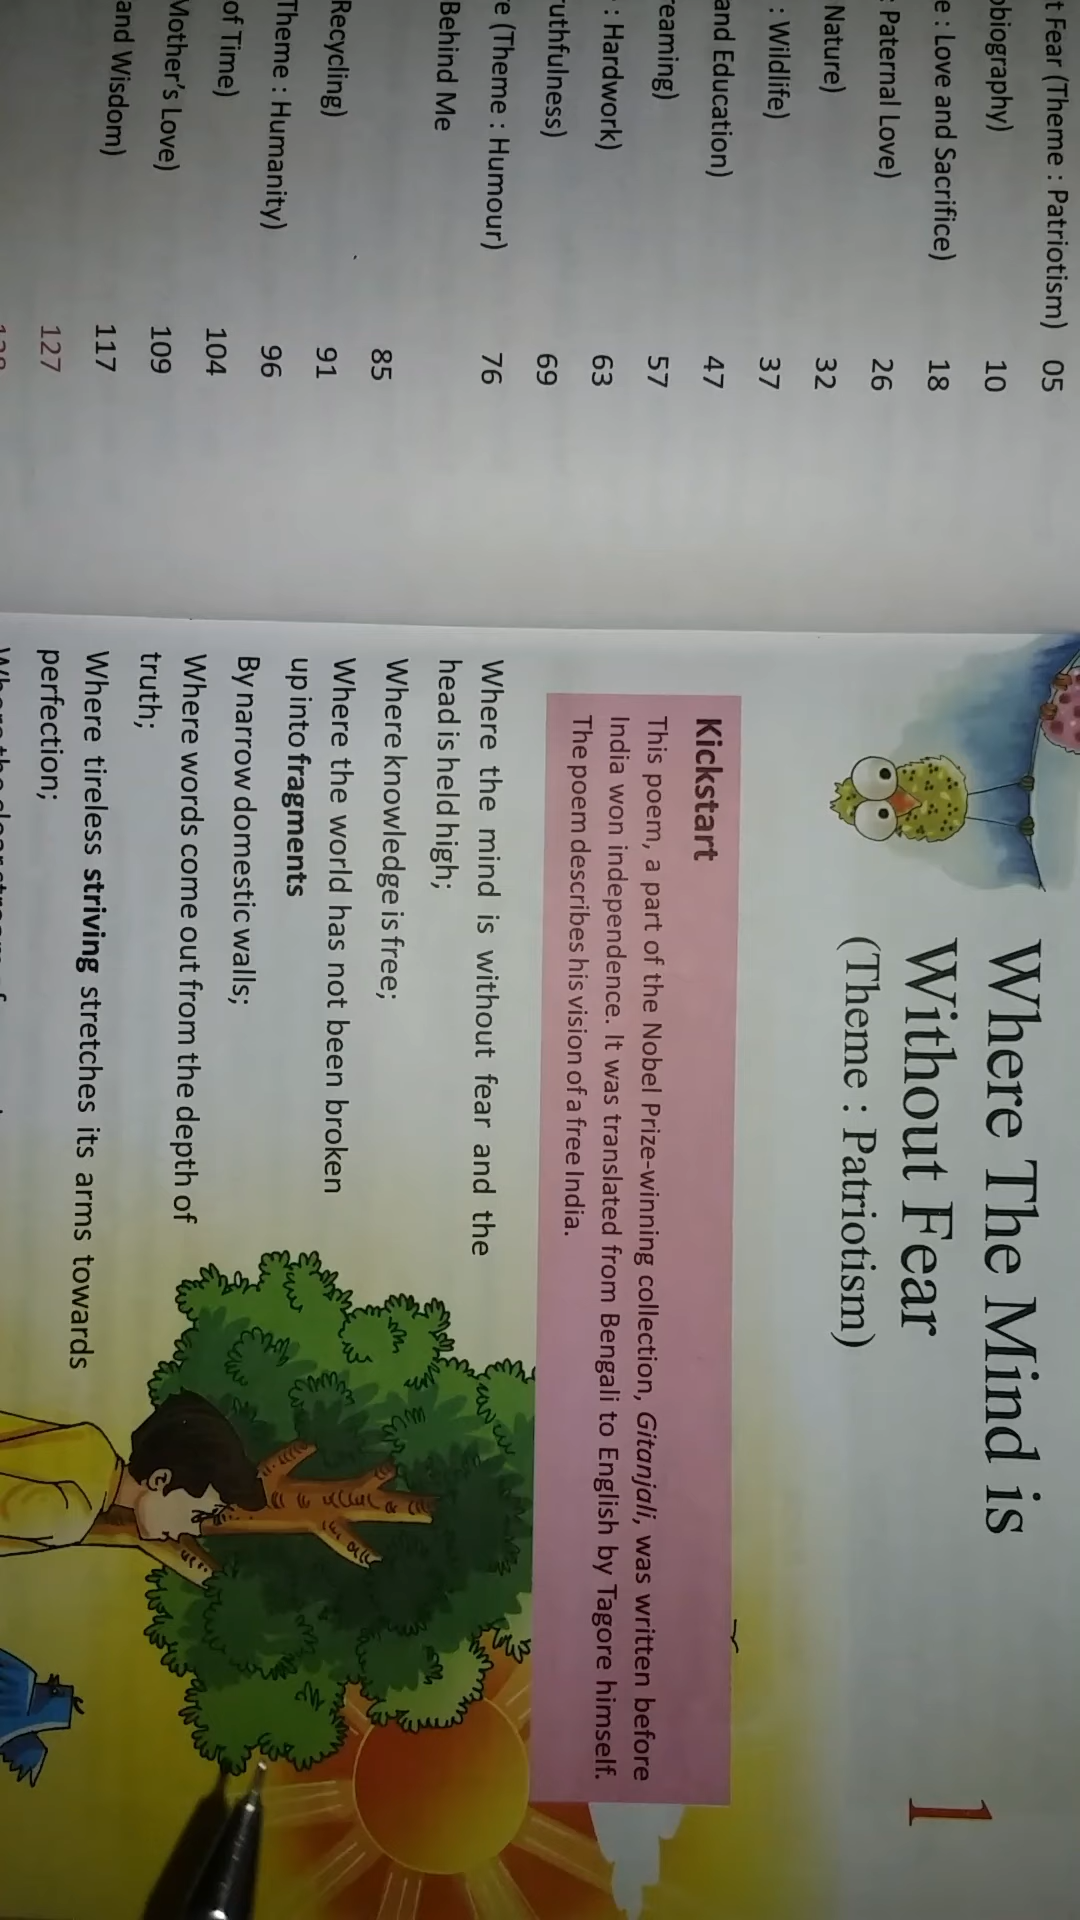 t Fear (Theme : Patriotism) 05
obiography) 10
e : Love and Sacrifice) 18
: Paternal Love) 26
Nature) 32
: Wildlife) 37
and Education) 47
reaming) 57
: Hardwork) 63
ruthfulness) 69
e (Theme : Humour) 76
Behind Me
85
Recycling) 91
Theme : Humanity) 96
of Time) 104
Mother's Love) 109
and Wisdom) 117
127
Where The Mind is
Without Fear
(Theme : Patriotism)
1
Kickstart
This poem, a part of the Nobel Prize-winning collection, Gitanjali, was written before
India won independence. It was translated from Bengali to English by Tagore himself.
The poem describes his vision of a free India.
Where the mind is without fear and the
head is held high;
Where knowledge is free;
Where the world has not been broken
up into fragments
By narrow domestic walls;
Where words come out from the depth of
truth;
Where tireless striving stretches its arms towards
perfection;